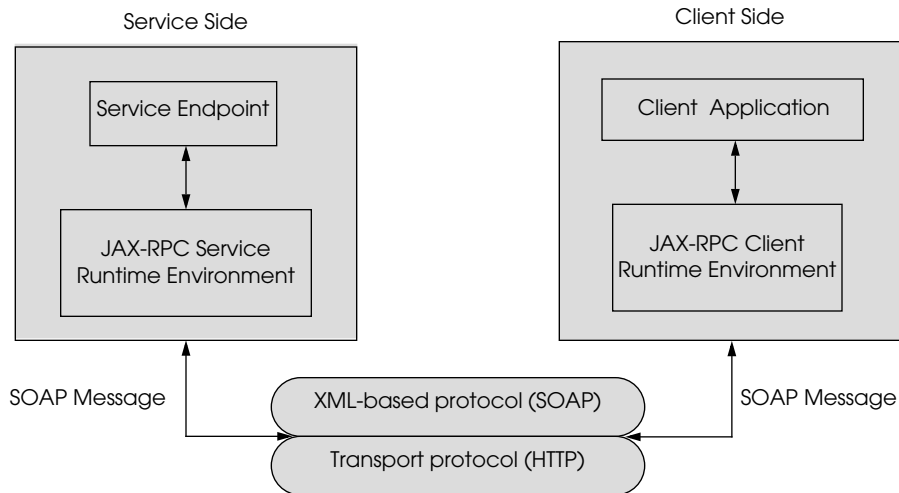 Service Side
Service Endpoint
JAX-RPC Service
Runtime Environment
SOAP Message
Client Side
Client Application
JAX-RPC Client
Runtime Environment
SOAP Message
XML-based protocol (SOAP)
Transport protocol (HTTP)